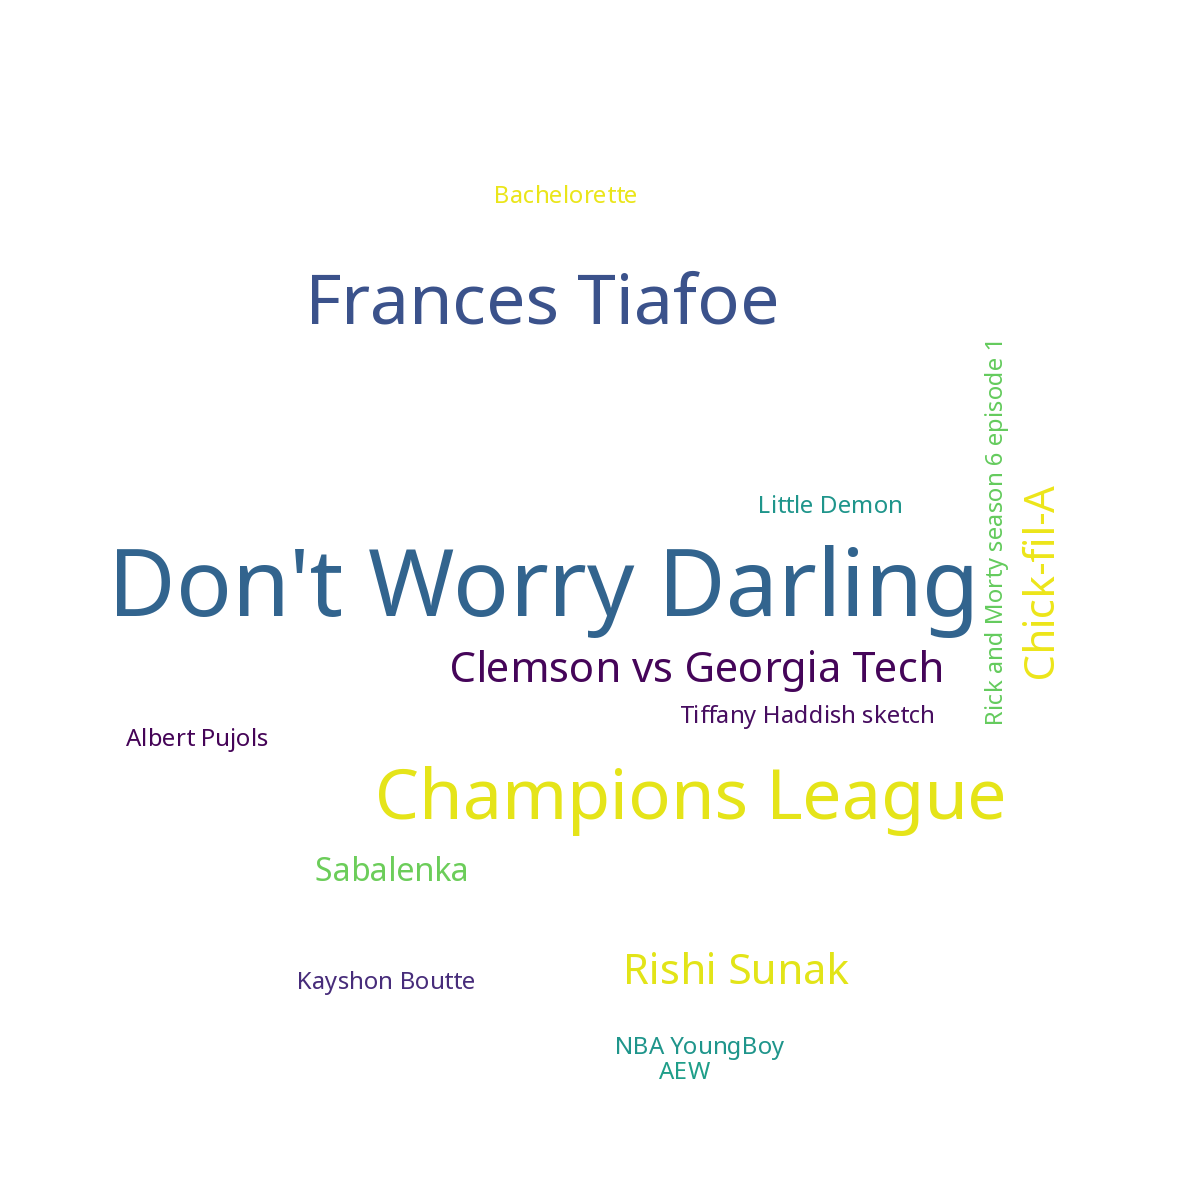 Bachelorette
Frances Tiafoe
Rick and Morty season 6 episode 1
Chick-fil-A
Little Demon
Don't Worry Darling
Clemson vs Georgia Tech
Tiffany Haddish sketch
Albert Pujols
Champions League
Sabalenka
Rishi Sunak
Kayshon Boutte
NBA YoungBoy
AEW